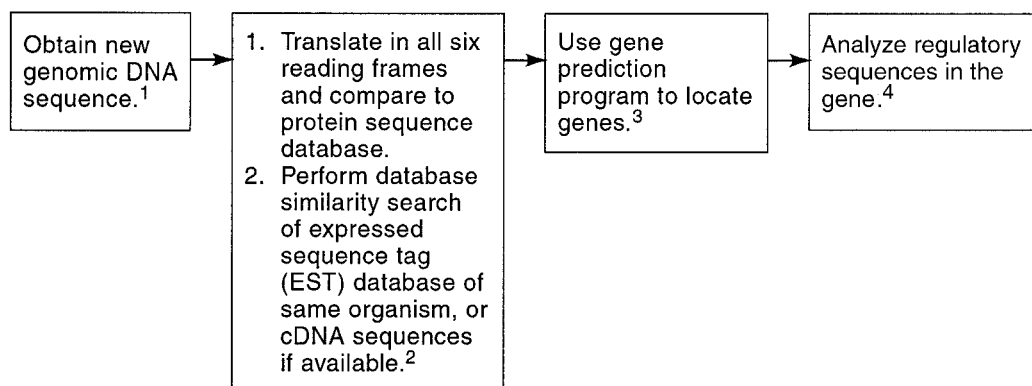 Obtain new
genomic DNA
sequence.1
1. Translate in all six
reading frames
and compare to
protein sequence
database.
2. Perform database
similarity search
of expressed
sequence tag
(EST) database of
same organism, or
cDNA sequences
if available.2
Use gene
prediction
program to locate
genes.3
Analyze regulatory
sequences in the
gene.4